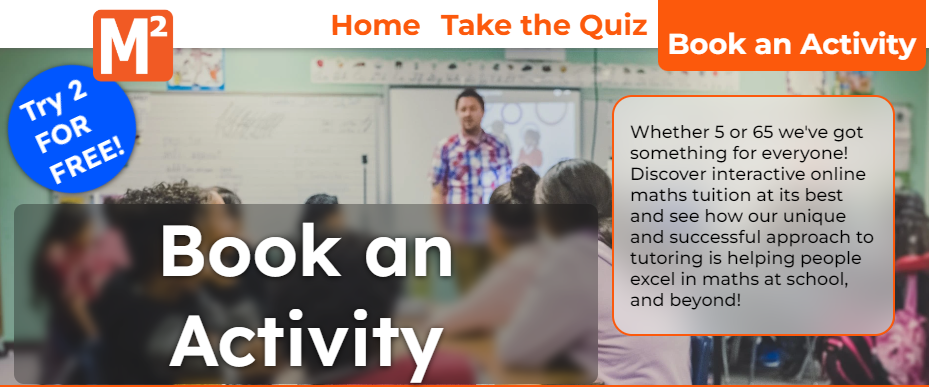 M²
Home Take the Quiz Book an Activity
Try 2
FOR
FREE!
Whether 5 or 65 we've got
something for everyone!
Discover interactive online
maths tuition at its best
and see how our unique
and successful approach to
tutoring is helping people
excel in maths at school,
and beyond!
Book an
Activity